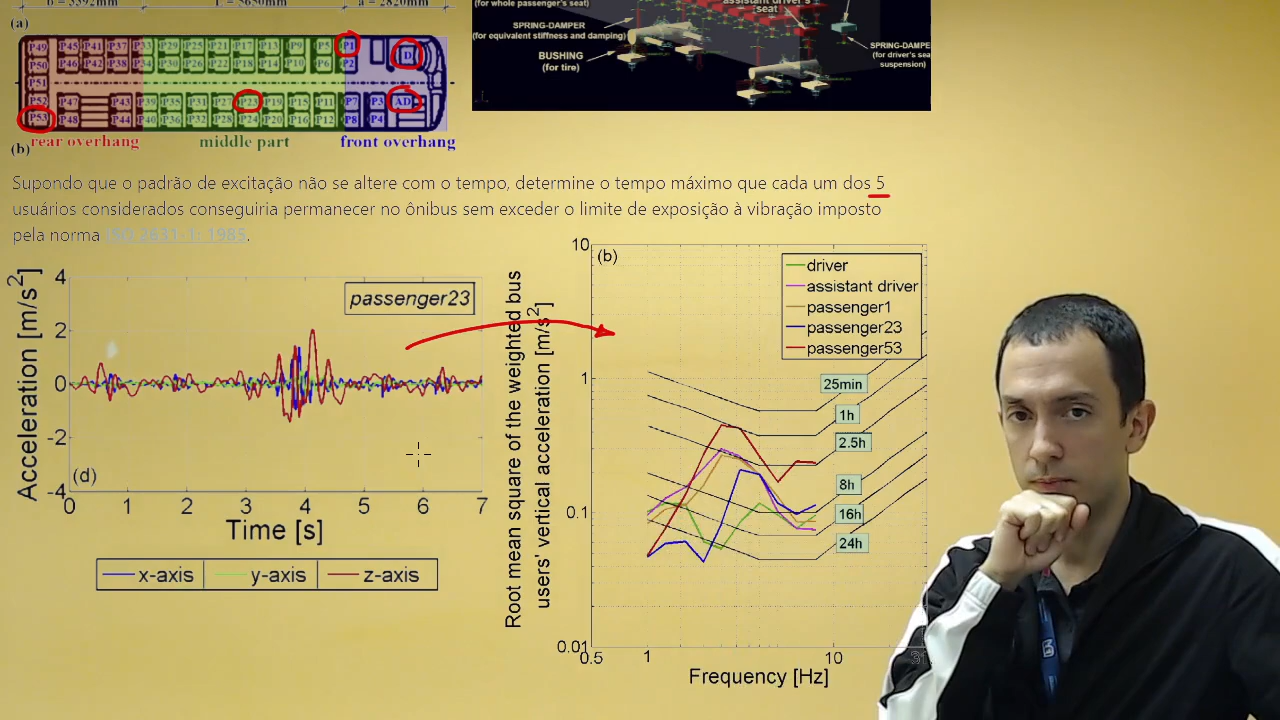 b = 3592mm
L = 5650mm
a = 2820mm
(a)
P49 P45 P41 P37 P33 P29 P25 P21 P17 P13 P9 P5 P1
D
P50 P46 P42 P38 P34 P30 P26 P22 P18 P14 P10 P6 P2
P51
P52 P47 P43 P39 P35 P31 P27 P23 P19 P15 P11 P7 P3 AD
P53 P48 P44 P40 P36 P32 P28 P24 P20 P16 P12 P8 P4
rear overhang middle part front overhang
(b)
(for whole passenger's seat)
assistant driver's
seat
SPRING-DAMPER
(for equivalent stiffness and damping)
BUSHING
(for tire)
SPRING-DAMPE
(for driver's sea
suspension)
Supondo que o padrão de excitação não se altere com o tempo, determine o tempo máximo que cada um dos 5
usuários considerados conseguiria permanecer no ônibus sem exceder o limite de exposição à vibração imposto
pela norma ISO 2631-1: 1985.
Acceleration [m/s²]
4
2
0
-2
-4
passenger23
(d)
0 1 2 3 4 5 6 7
Time [s]
x-axis y-axis z-axis
Root mean square of the weighted bus
users' vertical acceleration [m/s²]
10
1
0.1
0.01
(b)
driver
assistant driver
passenger1
passenger23
passenger53
25min
1h
2.5h
8h
16h
24h
0.5 1 10 31
Frequency [Hz]